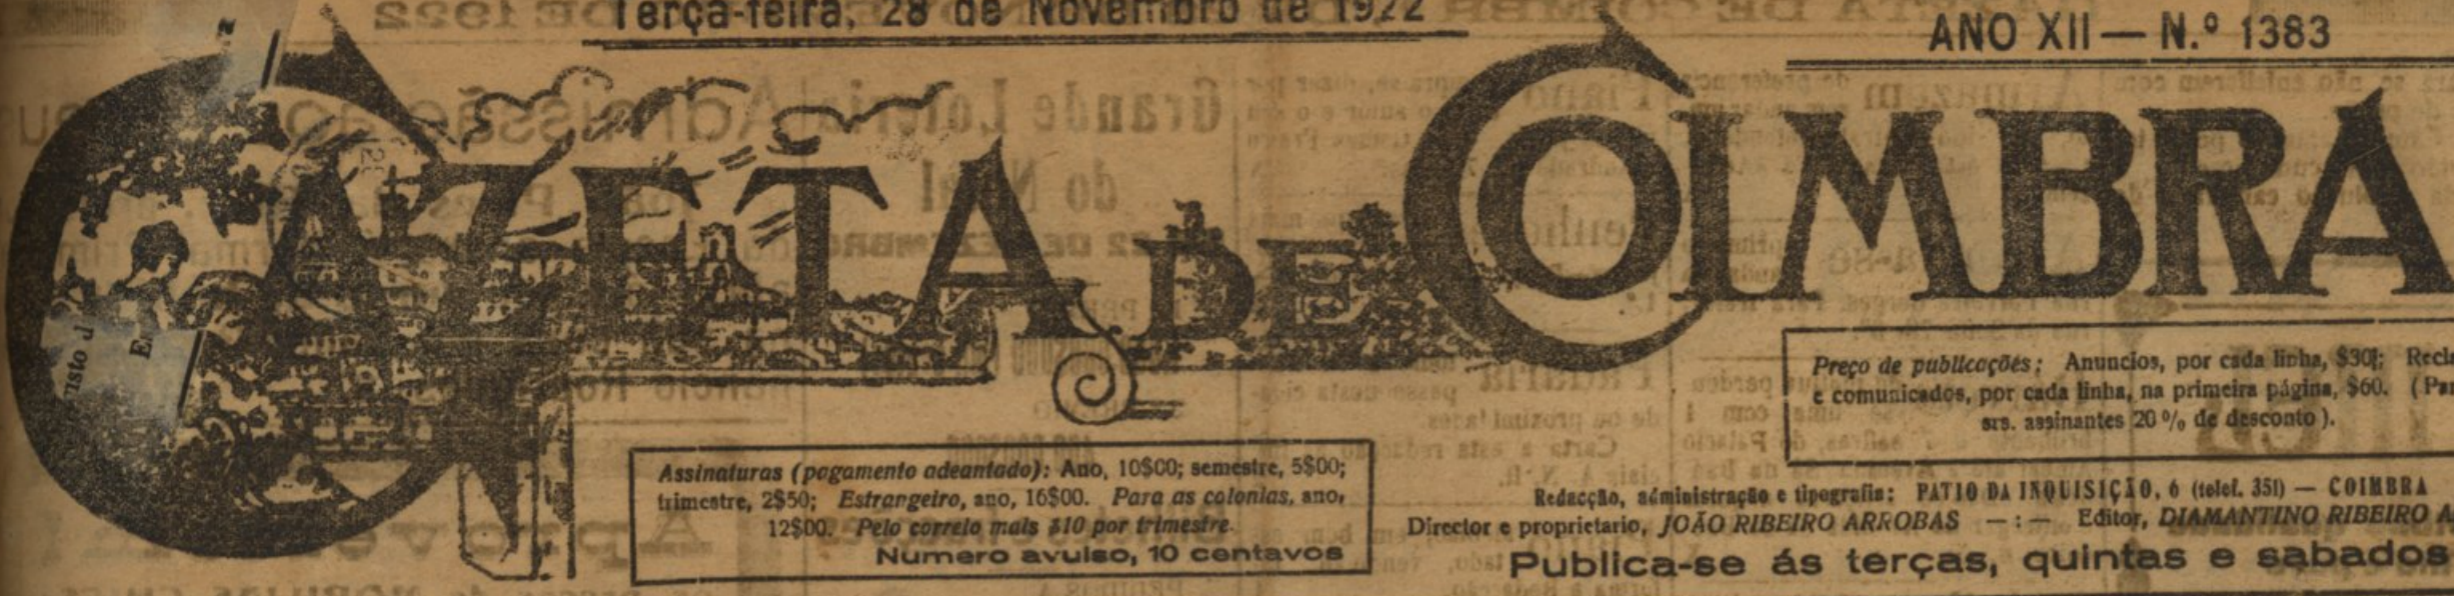 Terça-feira, 28 de Novembro de 1922
ANO XII — N.º 1383
GAZETA DE COIMBRA
Preço de publicações: Anuncios, por cada linha, $30; Recl
e comunicados, por cada linha, na primeira página, $60. (Par
srs. assinantes 20 % de desconto).
Assinaturas (pagamento adeantado): Ano, 10$00; semestre, 5$00;
trimestre, 2$50; Estrangeiro, ano, 16$00. Para as colonias, ano,
12$00. Pelo correio mais $10 por trimestre.
Numero avulso, 10 centavos
Redacção, administração e tipografia: PATIO DA INQUISIÇÃO, 6 (telef. 351) — COIMBRA
Director e proprietario, JOÃO RIBEIRO ARROBAS — : — Editor, DIAMANTINO RIBEIRO A
Publica-se ás terças, quintas e sabados